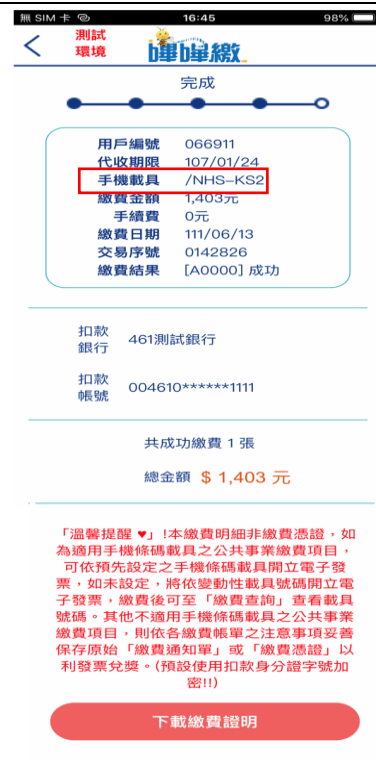 無 SIM 卡
16:45
98%
測試
環境
嗶嗶繳
完成
用戶編號 066911
代收期限 107/01/24
手機載具 /NHS-KS2
繳費金額 1,403元
手續費 0元
繳費日期 111/06/13
交易序號 0142826
繳費結果 [A0000] 成功
扣款
銀行
461測試銀行
扣款
帳號
004610******1111
共成功繳費 1 張
總金額 $ 1,403 元
「溫馨提醒 ♥」!本繳費明細非繳費憑證，如
為適用手機條碼載具之公共事業繳費項目，
可依預先設定之手機條碼載具開立電子發
票，如未設定，將依變動性載具號碼開立電
子發票，繳費後可至「繳費查詢」查看載具
號碼。其他不適用手機條碼載具之公共事業
繳費項目，則依各繳費帳單之注意事項妥善
保存原始「繳費通知單」或「繳費憑證」以
利發票兌獎。(預設使用扣款身分證字號加
密!!)
下載繳費證明